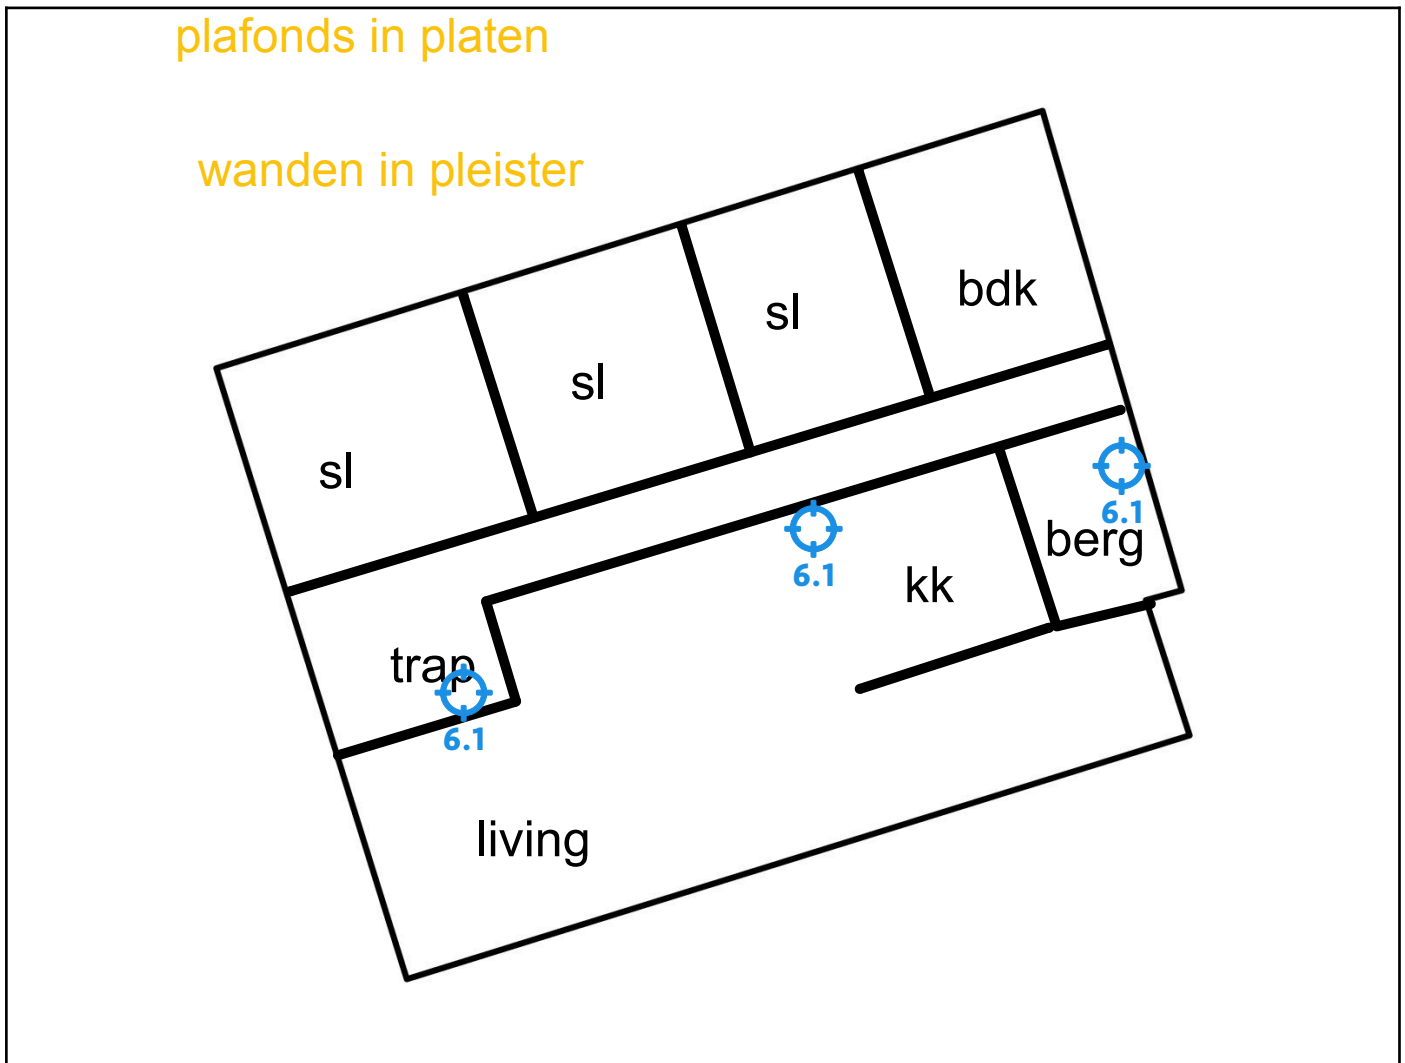 plafonds in platen
wanden in pleister
bdk
sl
sl
sl
6.1
berg
6.1
kk
trap
6.1
living